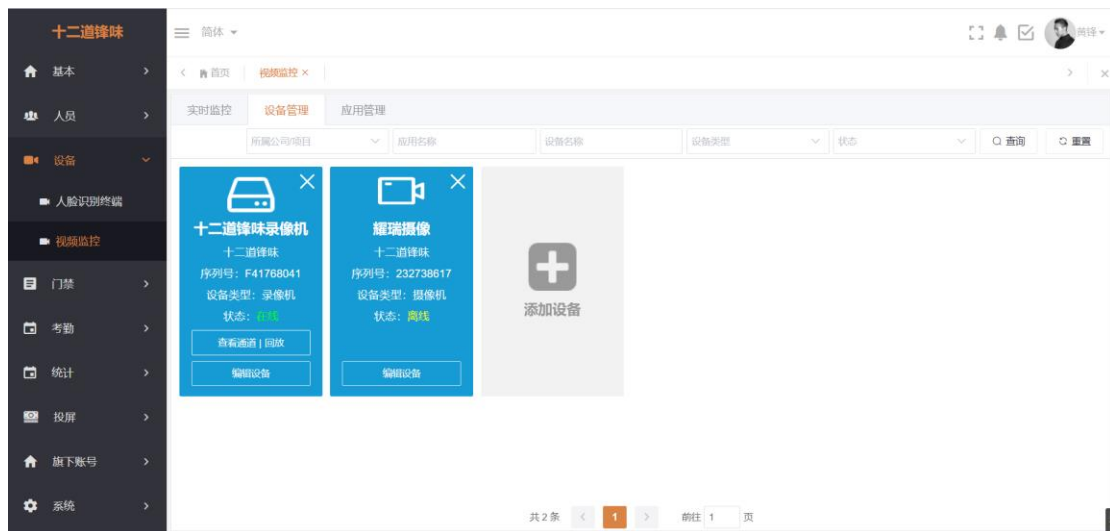 十二道锋味
简体
黄锋
基本
首页
视频监控 ×
人员
实时监控
设备管理
应用管理
所属公司/项目
应用名称
设备名称
设备类型
状态
查询
重置
设备
人脸识别终端
视频监控
门禁
考勤
统计
投屏
旗下账号
系统
十二道锋味录像机
十二道锋味
序列号：F41768041
设备类型：录像机
状态：在线
查看通道 | 回放
编辑设备
耀瑞摄像
十二道锋味
序列号：232738617
设备类型：摄像机
状态：离线
编辑设备
添加设备
共 2 条
1
前往 1 页